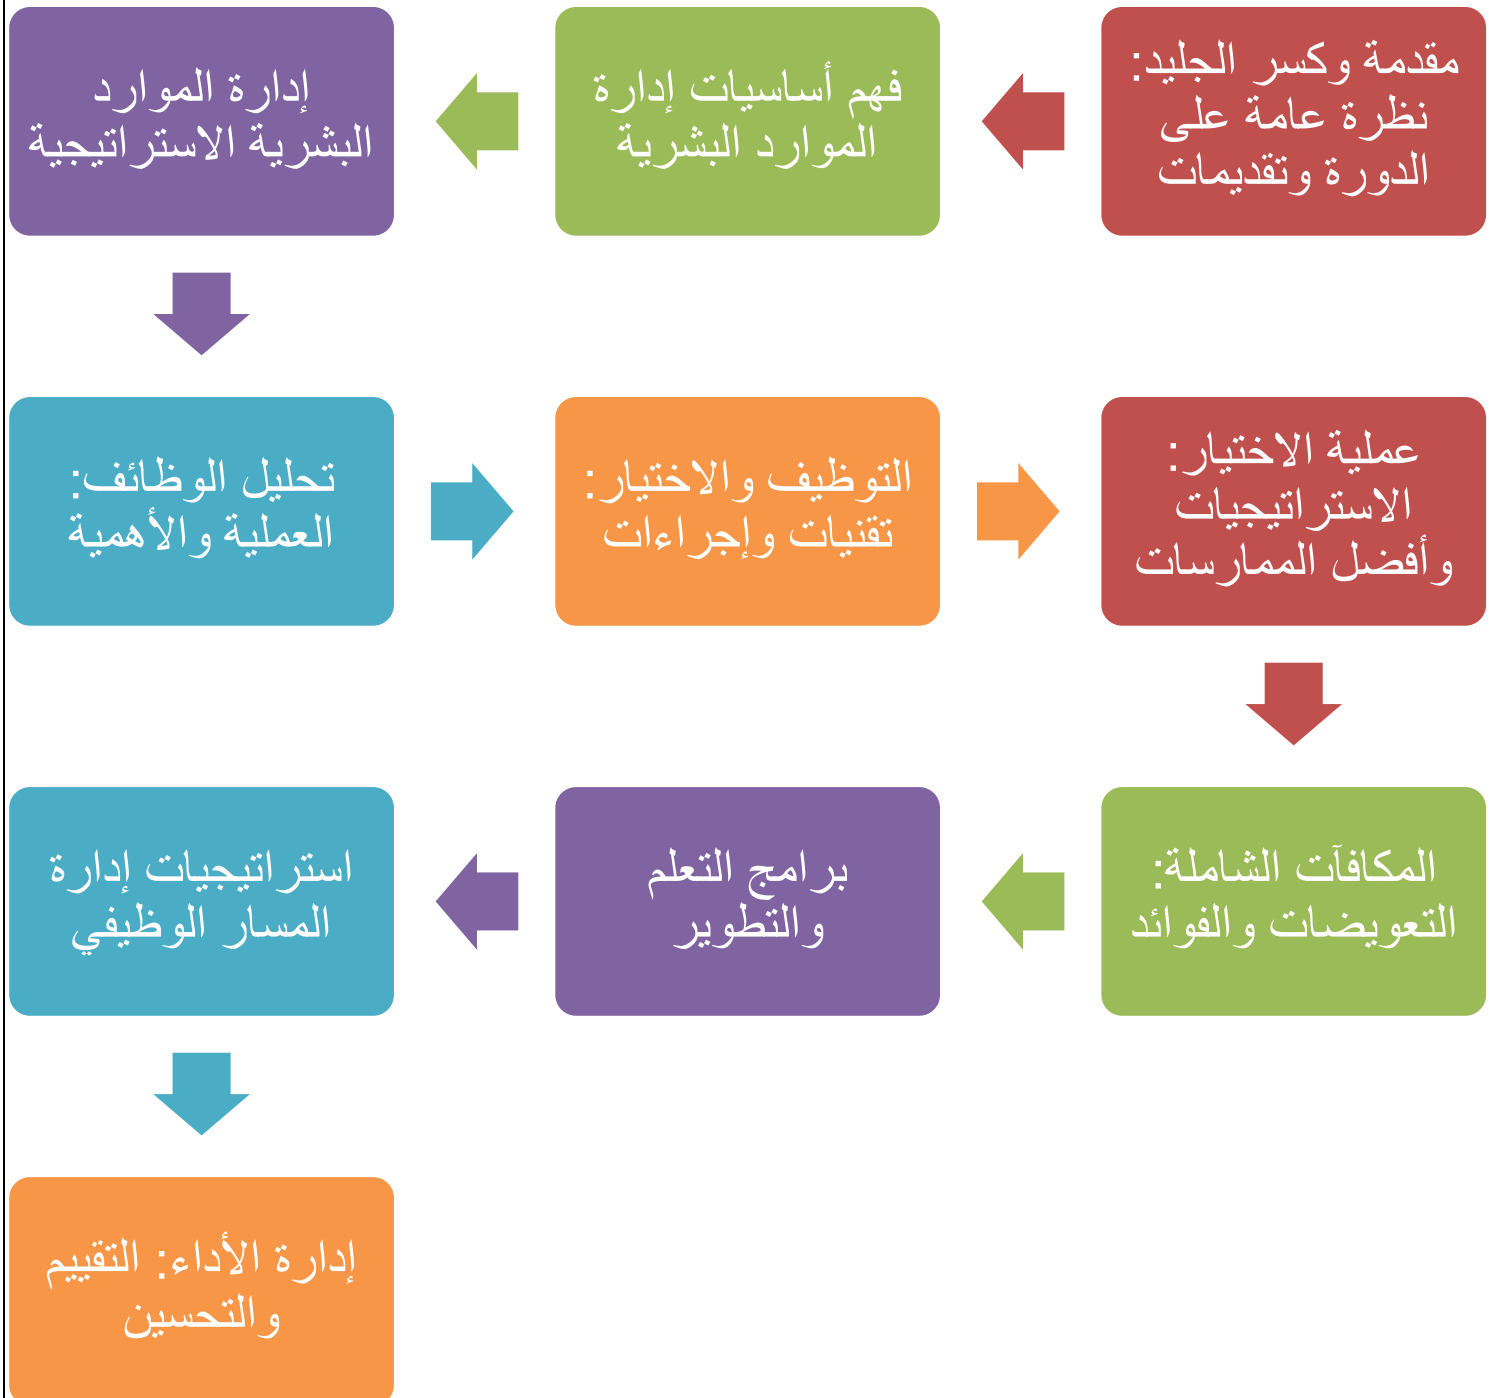 مقدمة وكسر الجليد:
نظرة عامة على
الدورة وتقديمات
فهم أساسيات إدارة
الموارد البشرية
إدارة الموارد
البشرية الاستراتيجية
تحليل الوظائف:
العملية والأهمية
التوظيف والاختيار:
تقنيات وإجراءات
عملية الاختيار:
الاستراتيجيات
وأفضل الممارسات
المكافآت الشاملة:
التعويضات والفوائد
برامج التعلم
والتطوير
استراتيجيات إدارة
المسار الوظيفي
إدارة الأداء: التقييم
والتحسين